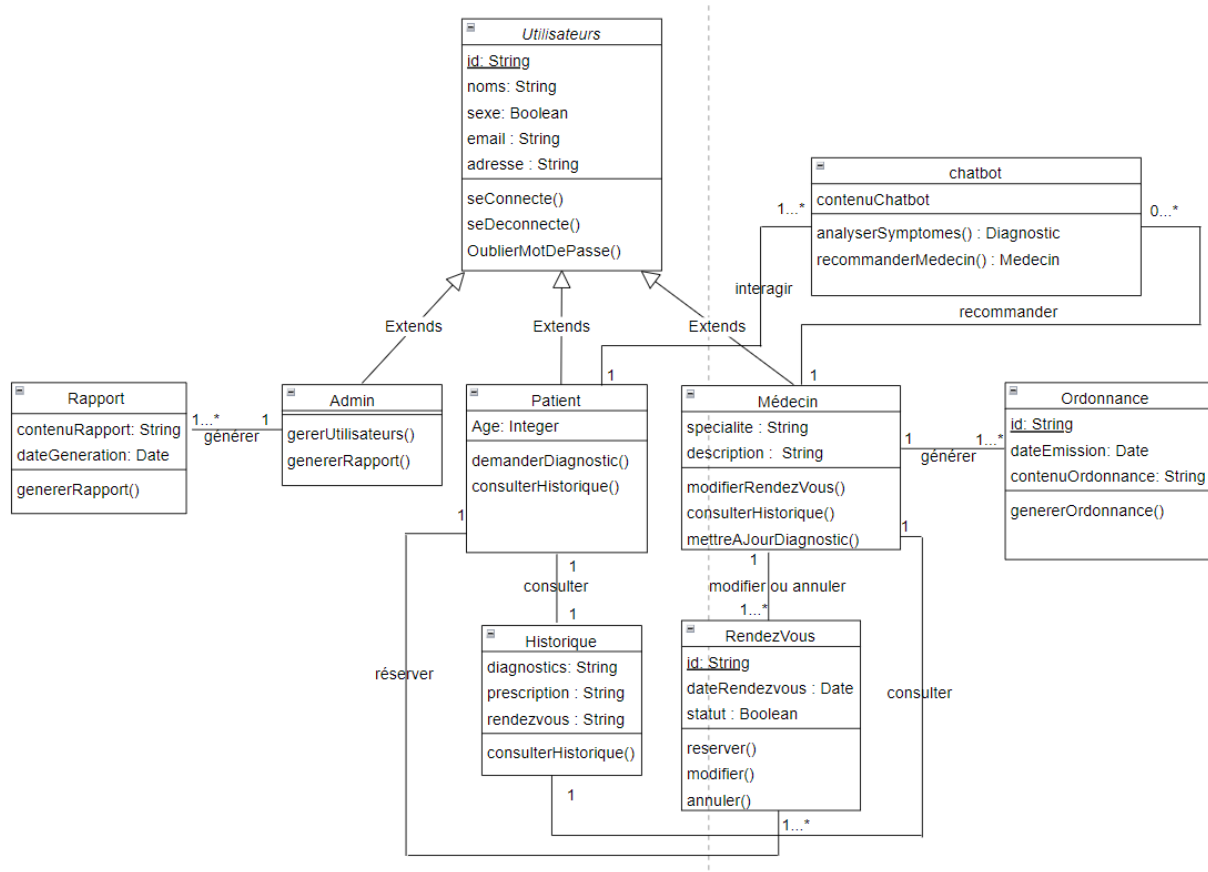 Utilisateurs
id: String
noms: String
sexe: Boolean
email : String
adresse : String
seConnecte()
seDeconnecte()
OublierMotDePasse()
chatbot
contenuChatbot
analyserSymptomes() : Diagnostic
recommanderMedecin() : Medecin
1...*
0...*
interagir
recommander
Extends
Extends
Extends
1
1
Rapport
contenuRapport: String
dateGeneration: Date
genererRapport()
1...*
1
générer
Admin
gererUtilisateurs()
genererRapport()
Patient
Age: Integer
demanderDiagnostic()
consulterHistorique()
Médecin
specialite : String
description : String
modifierRendezVous()
consulterHistorique()
mettreAJourDiagnostic()
1
1...*
générer
Ordonnance
id: String
dateEmission: Date
contenuOrdonnance: String
genererOrdonnance()
1
1
1
1
consulter
modifier ou annuler
1
1...*
Historique
diagnostics: String
prescription : String
rendezvous : String
consulterHistorique()
RendezVous
id: String
dateRendezvous : Date
statut : Boolean
reserver()
modifier()
annuler()
réserver
consulter
1
1...*